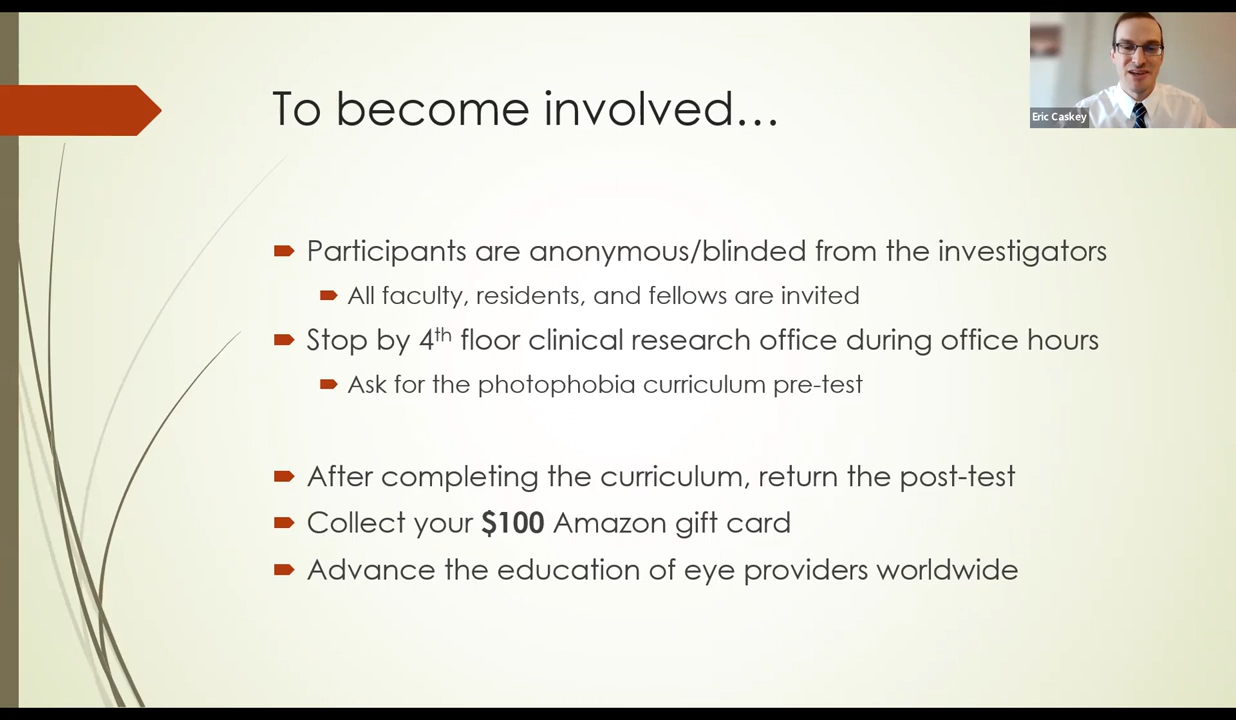 To become involved…
Eric Caskey
Participants are anonymous/blinded from the investigators
All faculty, residents, and fellows are invited
Stop by 4th floor clinical research office during office hours
Ask for the photophobia curriculum pre-test
After completing the curriculum, return the post-test
Collect your $100 Amazon gift card
Advance the education of eye providers worldwide